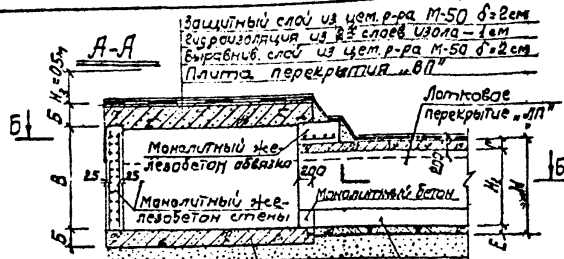 Защитный слой из цем. р-ра М-50 δ=2см
Гидроизоляция из 2х слоев изола - 1см
Выравнив. слой из цем. р-ра М-50 δ=2см
Плита перекрытия „ВП"
А-А
Н₂=0,5м
Лотковое
перекрытие „ЛП"
Б
Б
Монолитный же-
лезобетон обвязка
200
Б
В
25
25
Монолитный же-
лезобетон стены
Монолитный бетон
Н₁
Б
Е